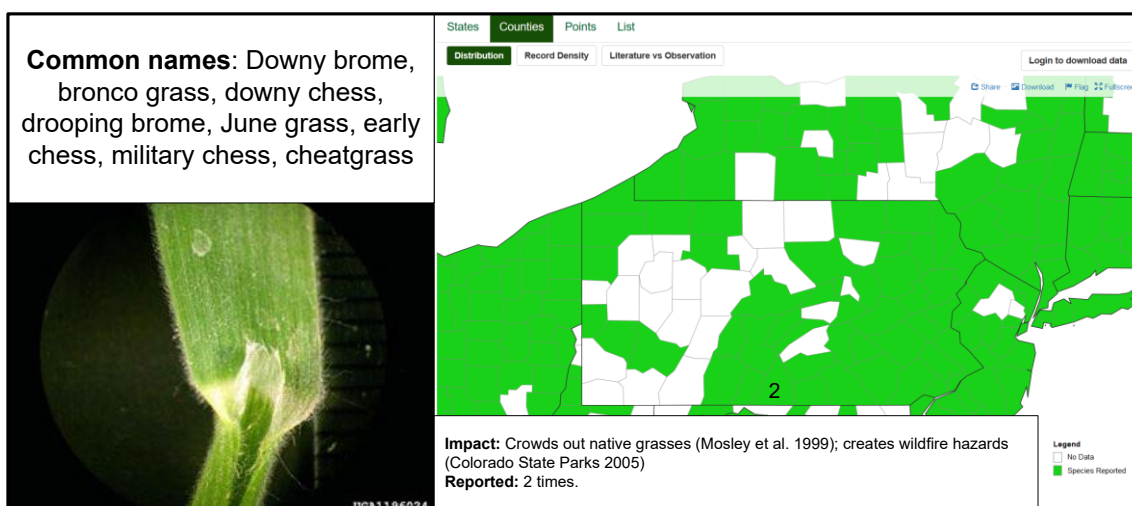 Common names: Downy brome,
bronco grass, downy chess,
drooping brome, June grass, early
chess, military chess, cheatgrass
States Counties Points List
Distribution Record Density Literature vs Observation
Login to download data
Share Download Flag Fullscreen
2
Impact: Crowds out native grasses (Mosley et al. 1999); creates wildfire hazards
(Colorado State Parks 2005)
Reported: 2 times.
Legend
No Data
Species Reported